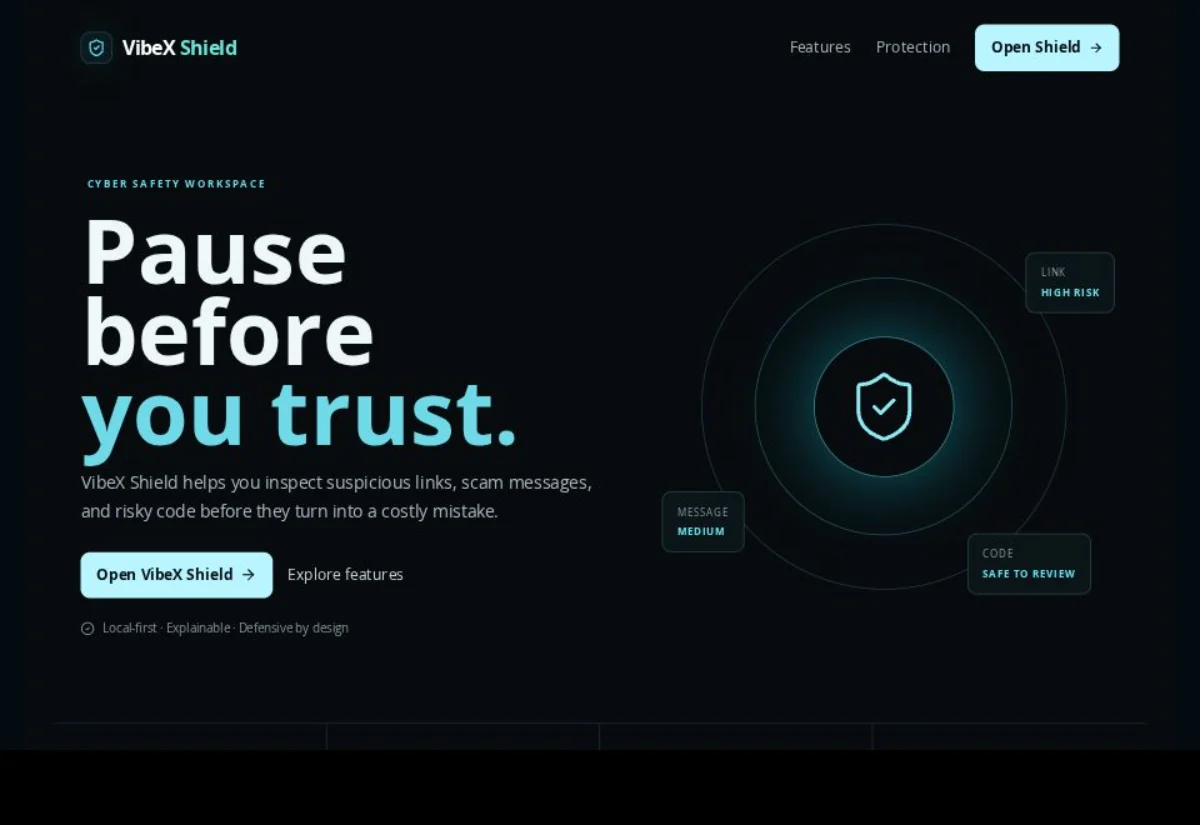 VibeX Shield
Features
Protection
Open Shield →
CYBER SAFETY WORKSPACE
Pause
before
you trust.
VibeX Shield helps you inspect suspicious links, scam messages,
and risky code before they turn into a costly mistake.
Open VibeX Shield →
Explore features
Local-first · Explainable · Defensive by design
LINK
HIGH RISK
MESSAGE
MEDIUM
CODE
SAFE TO REVIEW